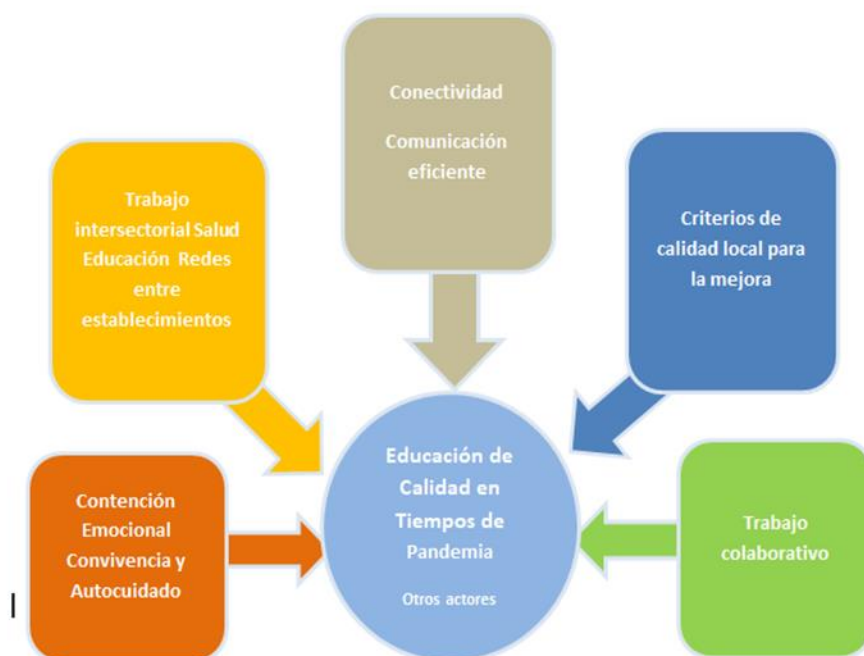 Conectividad
Comunicación
eficiente
Trabajo
intersectorial Salud
Educación Redes
entre
establecimientos
Criterios de
calidad local para
la mejora
Contención
Emocional
Convivencia y
Autocuidado
Educación de
Calidad en
Tiempos de
Pandemia
Otros actores
Trabajo
colaborativo
l